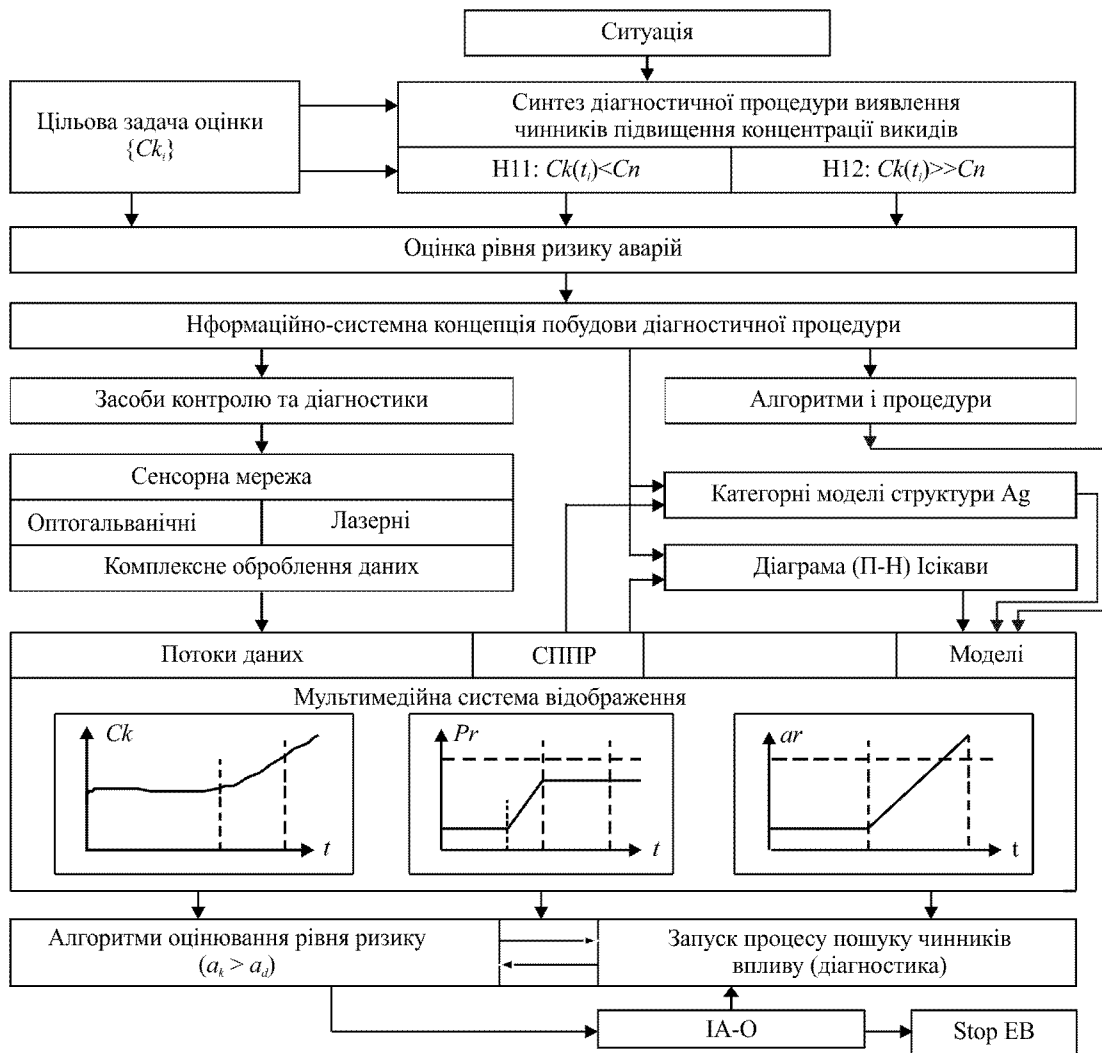 Ситуація
Цільова задача оцінки
{Ckᵢ}
Синтез діагностичної процедури виявлення
чинників підвищення концентрації викидів
H11: Ck(tᵢ)<Cn
H12: Ck(tᵢ)>>Cn
Оцінка рівня ризику аварій
Нформаційно-системна концепція побудови діагностичної процедури
Засоби контролю та діагностики
Алгоритми і процедури
Сенсорна мережа
Оптогальванічні
Лазерні
Комплексне оброблення даних
Категорні моделі структури Ag
Діаграма (П-Н) Ісікави
Потоки даних
СППР
Моделі
Мультимедійна система відображення
Ck
t
Pr
t
ar
t
Алгоритми оцінювання рівня ризику
(aₖ > a_d)
Запуск процесу пошуку чинників
впливу (діагностика)
ІА-О
Stop EB